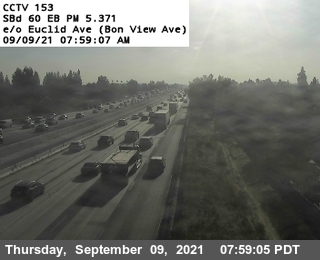 CCTV 153
SBd 60 EB PM 5.371
e/o Euclid Ave (Bon View Ave)
09/09/21 07:59:07 AM
Thursday, September 09, 2021 07:59:05 PDT